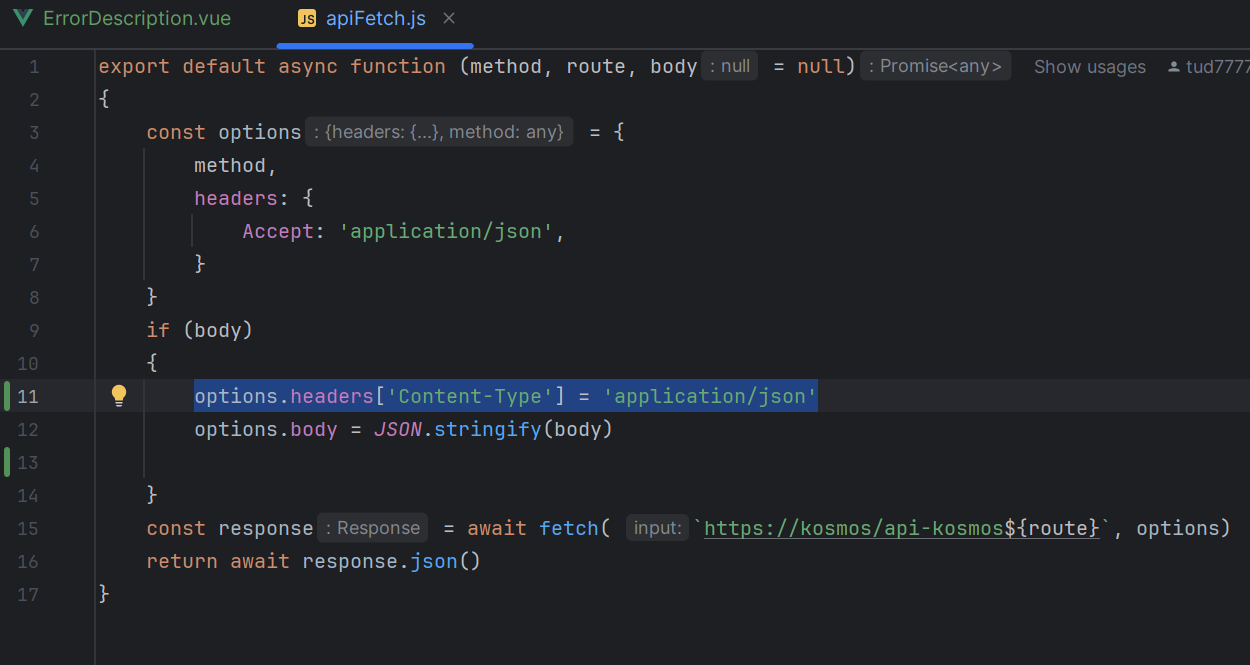 ErrorDescription.vue JS apiFetch.js ×
1 export default async function (method, route, body : null = null) : Promise<any> Show usages tud7777
2 {
3 const options : {headers: {...}, method: any} = {
4 method,
5 headers: {
6 Accept: 'application/json',
7 }
8 }
9 if (body)
10 {
11 options.headers['Content-Type'] = 'application/json'
12 options.body = JSON.stringify(body)
13
14 }
15 const response : Response = await fetch( input: `https://kosmos/api-kosmos${route}`, options)
16 return await response.json()
17 }